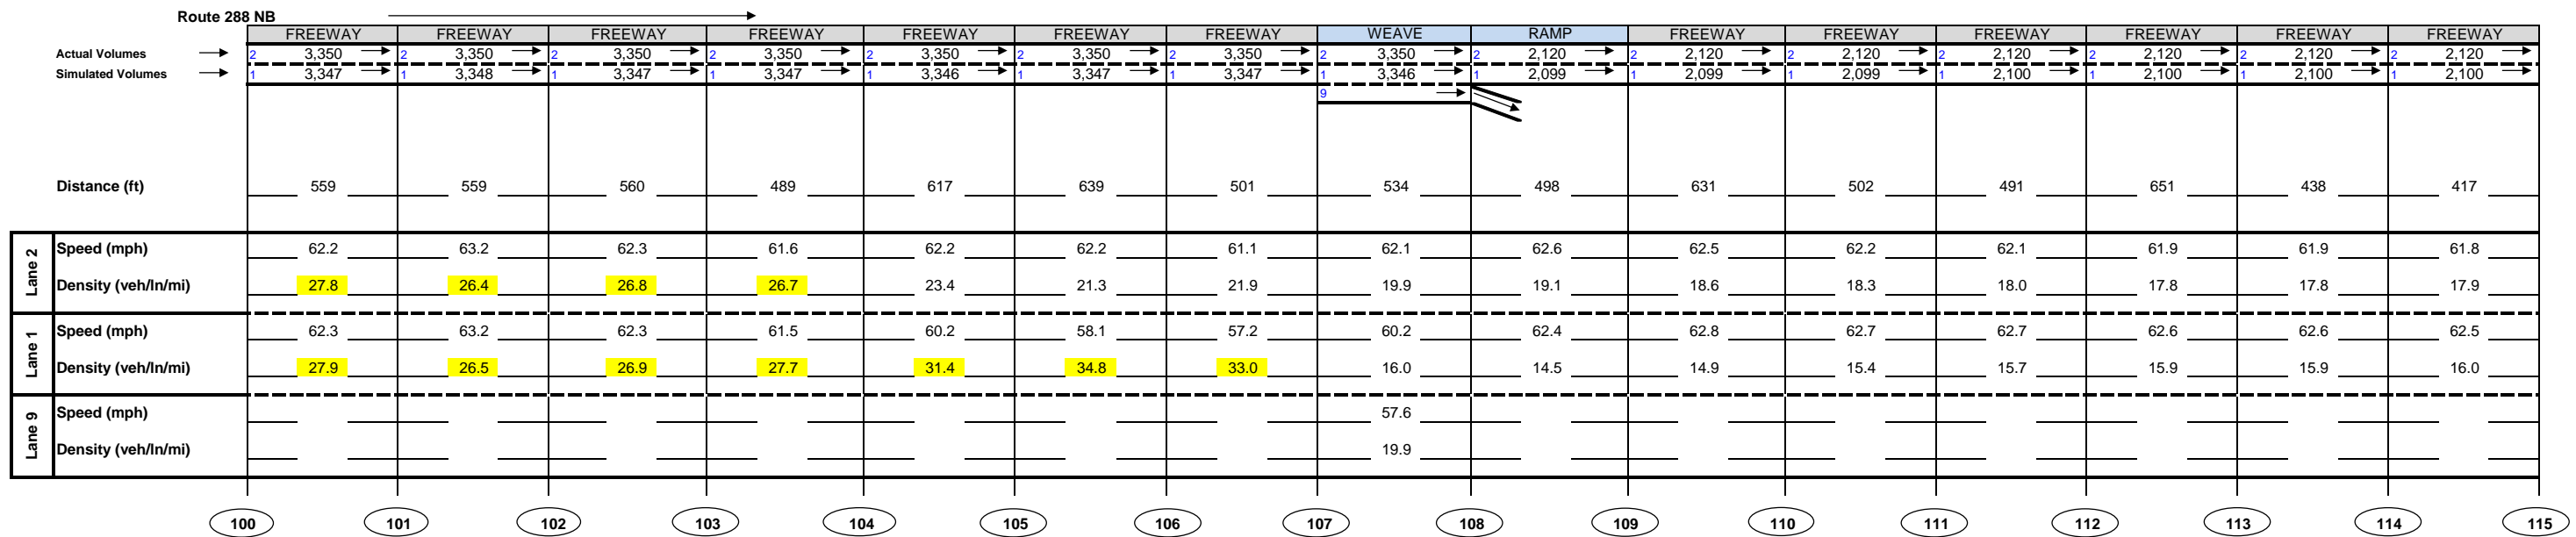 Route 288 NB
FREEWAY FREEWAY FREEWAY FREEWAY FREEWAY FREEWAY FREEWAY WEAVE RAMP FREEWAY FREEWAY FREEWAY FREEWAY FREEWAY FREEWAY
Actual Volumes 2 3,350 2 3,350 2 3,350 2 3,350 2 3,350 2 3,350 2 3,350 2 3,350 2 2,120 2 2,120 2 2,120 2 2,120 2 2,120 2 2,120 2 2,120
Simulated Volumes 1 3,347 1 3,348 1 3,347 1 3,347 1 3,346 1 3,347 1 3,347 1 3,346 1 2,099 1 2,099 1 2,099 1 2,100 1 2,100 1 2,100 1 2,100
9
Distance (ft) 559 559 560 489 617 639 501 534 498 631 502 491 651 438 417
Lane 2
Speed (mph) 62.2 63.2 62.3 61.6 62.2 62.2 61.1 62.1 62.6 62.5 62.2 62.1 61.9 61.9 61.8
Density (veh/ln/mi) 27.8 26.4 26.8 26.7 23.4 21.3 21.9 19.9 19.1 18.6 18.3 18.0 17.8 17.8 17.9
Lane 1
Speed (mph) 62.3 63.2 62.3 61.5 60.2 58.1 57.2 60.2 62.4 62.8 62.7 62.7 62.6 62.6 62.5
Density (veh/ln/mi) 27.9 26.5 26.9 27.7 31.4 34.8 33.0 16.0 14.5 14.9 15.4 15.7 15.9 15.9 16.0
Lane 9
Speed (mph) 57.6
Density (veh/ln/mi) 19.9
100 101 102 103 104 105 106 107 108 109 110 111 112 113 114 115